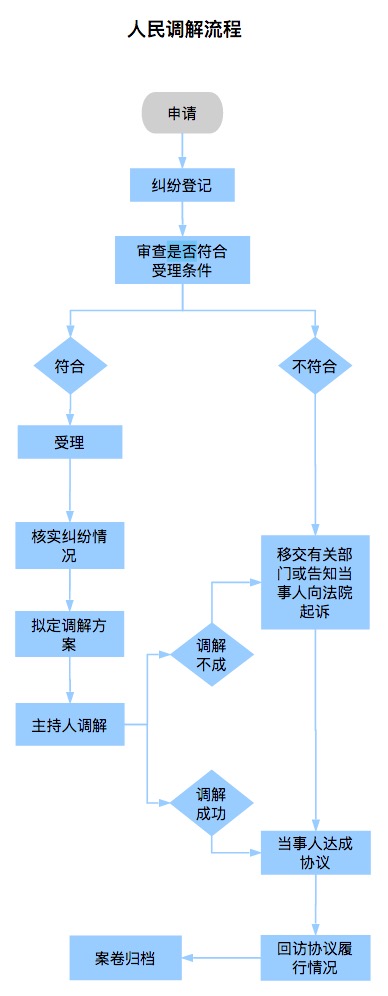 人民调解流程
申请
纠纷登记
审查是否符合
受理条件
符合
不符合
受理
核实纠纷情
况
移交有关部
门或告知当
事人向法院
起诉
拟定调解方
案
调解
不成
主持人调解
调解
成功
当事人达成
协议
回访协议履
行情况
案卷归档